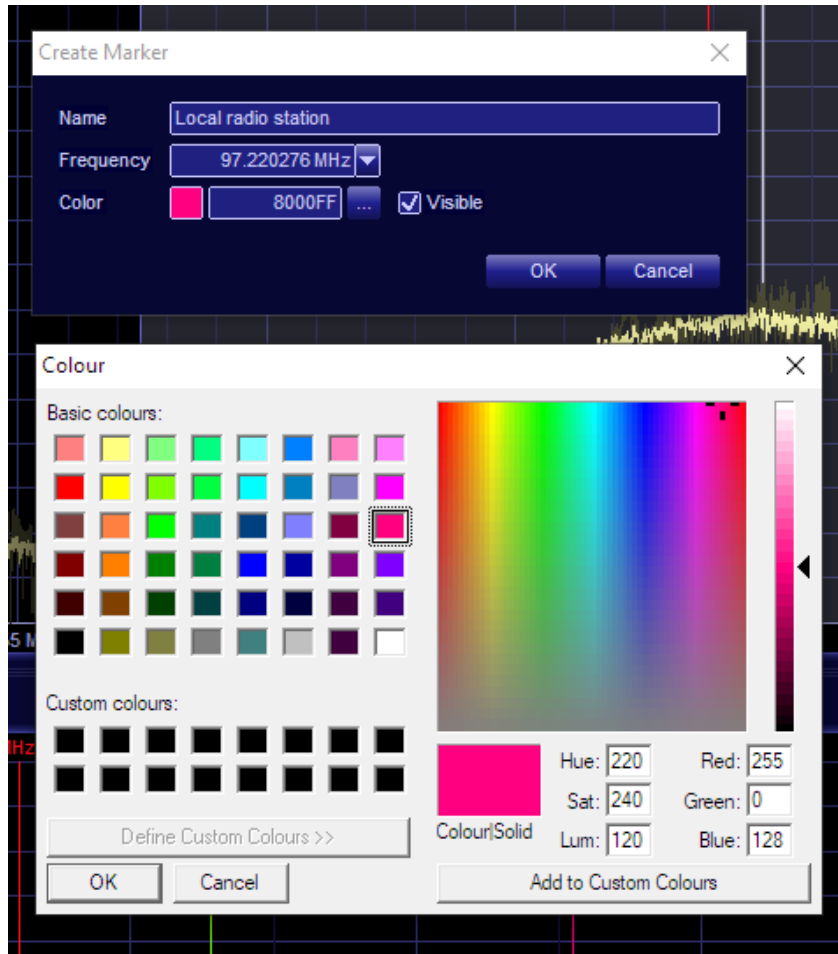 Create Marker
Name Local radio station
Frequency 97.220276 MHz
Color 8000FF ... Visible
OK Cancel
Colour
Basic colours:
Custom colours:
Define Custom Colours >>
OK Cancel
Colour|Solid
Hue: 220 Red: 255
Sat: 240 Green: 0
Lum: 120 Blue: 128
Add to Custom Colours
5 M
Hz